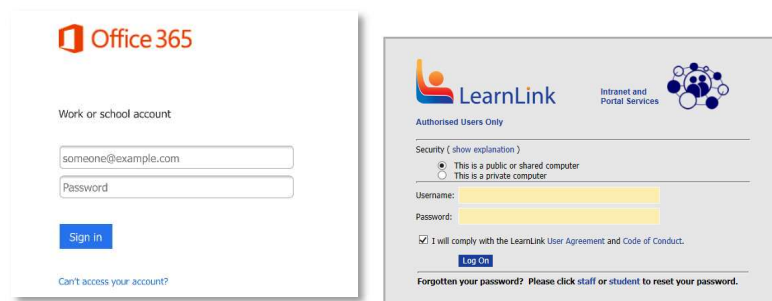 Office 365
Work or school account
someone@example.com
Password
Sign in
Can't access your account?
LearnLink
Intranet and
Portal Services
Authorised Users Only
Security ( show explanation )
This is a public or shared computer
This is a private computer
Username:
Password:
I will comply with the LearnLink User Agreement and Code of Conduct.
Log On
Forgotten your password? Please click staff or student to reset your password.